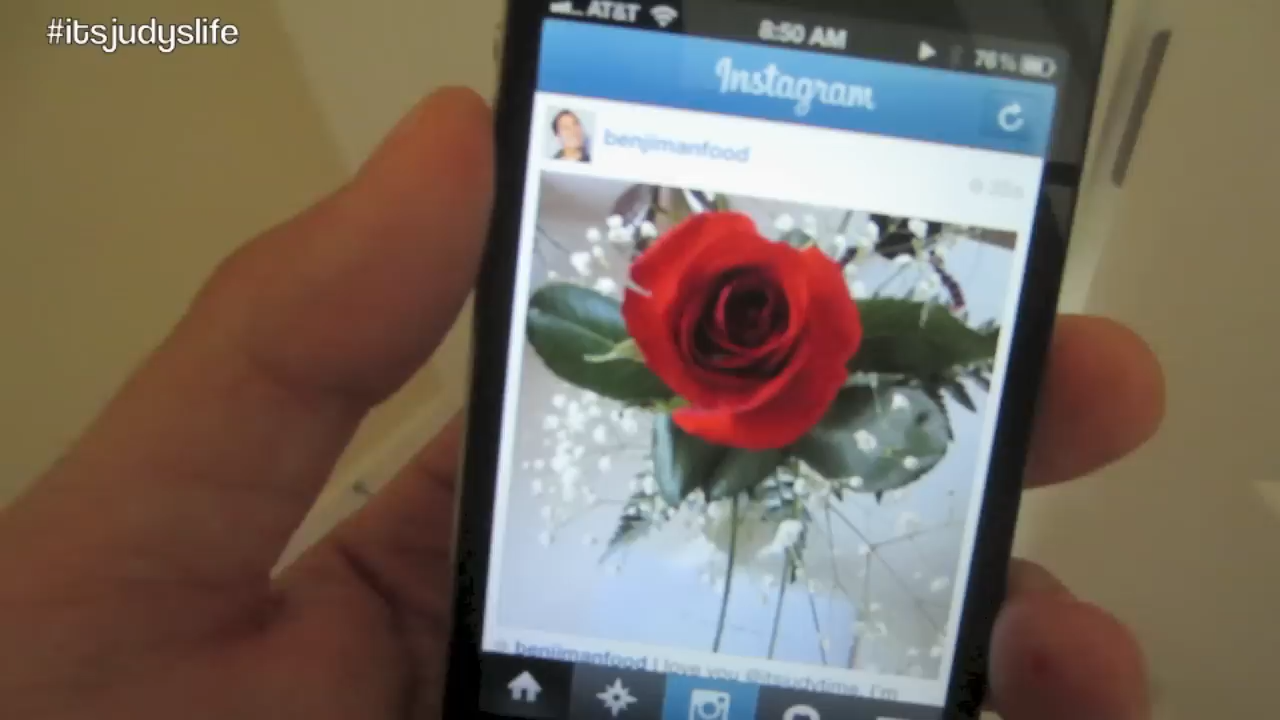 #itsjudyslife
AT&T
8:50 AM
76%
Instagram
benjimanfood
benjimanfood I love you @itsjudytime, I'm